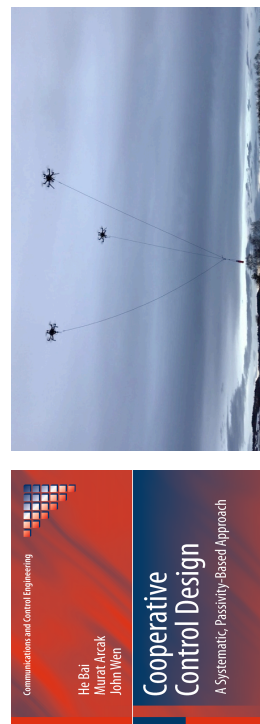 Communications and Control Engineering
He Bai
Murat Arcak
John Wen
Cooperative
Control Design
A Systematic, Passivity-Based Approach